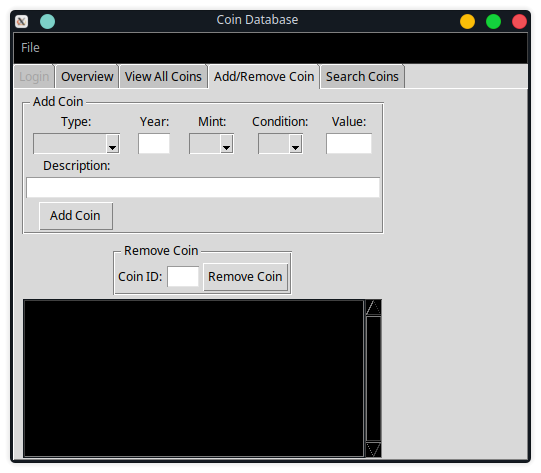 Coin Database
File
Login Overview View All Coins Add/Remove Coin Search Coins
Add Coin
Type: Year: Mint: Condition: Value:
Description:
Add Coin
Remove Coin
Coin ID: Remove Coin